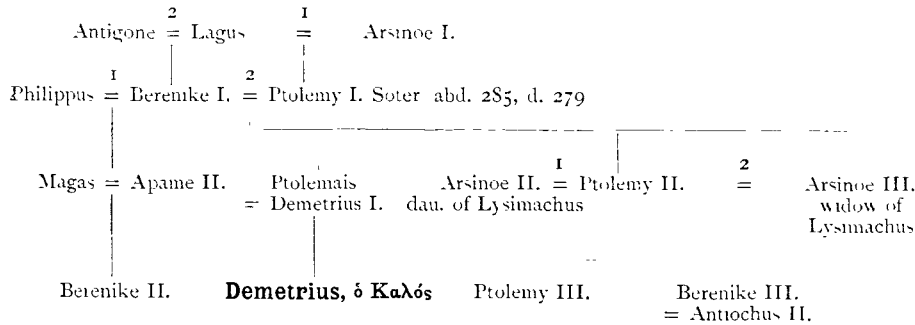 2 1
Antigone = Lagus = Arsinoe I.
1 2
Philippus = Berenike I. = Ptolemy I. Soter abd. 285, d. 279
1 2
Magas = Apame II. Ptolemais Arsinoe II. = Ptolemy II. = Arsinoe III.
= Demetrius I. dau. of Lysimachus widow of
Lysimachus
Berenike II. Demetrius, ὁ Καλός Ptolemy III. Berenike III.
= Antiochus II.